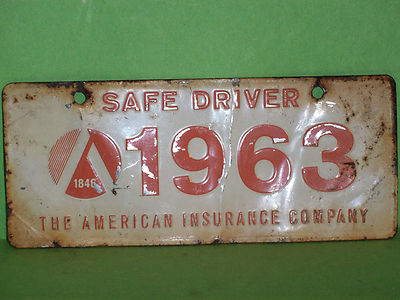 SAFE DRIVER
1846 1963
THE AMERICAN INSURANCE COMPANY